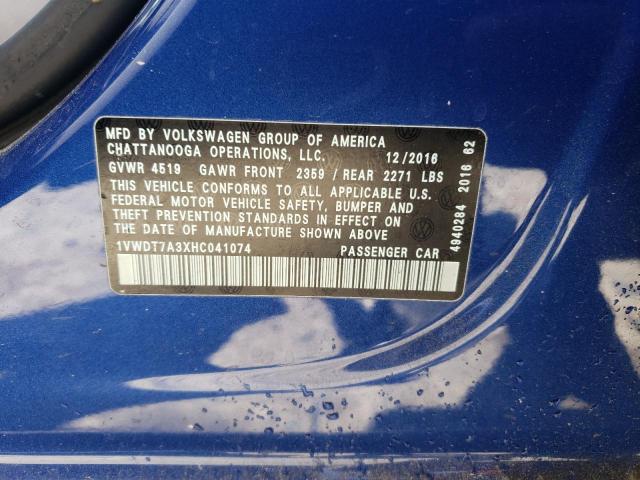 MFD BY VOLKSWAGEN GROUP OF AMERICA
CHATTANOOGA OPERATIONS, LLC. 12/2016
GVWR 4519 GAWR FRONT 2359 / REAR 2271 LBS
THIS VEHICLE CONFORMS TO ALL APPLICABLE U.S.
FEDERAL MOTOR VEHICLE SAFETY, BUMPER AND
THEFT PREVENTION STANDARDS IN EFFECT ON
THE DATE OF MANUFACTURE SHOWN ABOVE
1VWDT7A3XHC041074 PASSENGER CAR
4940284 2016 62